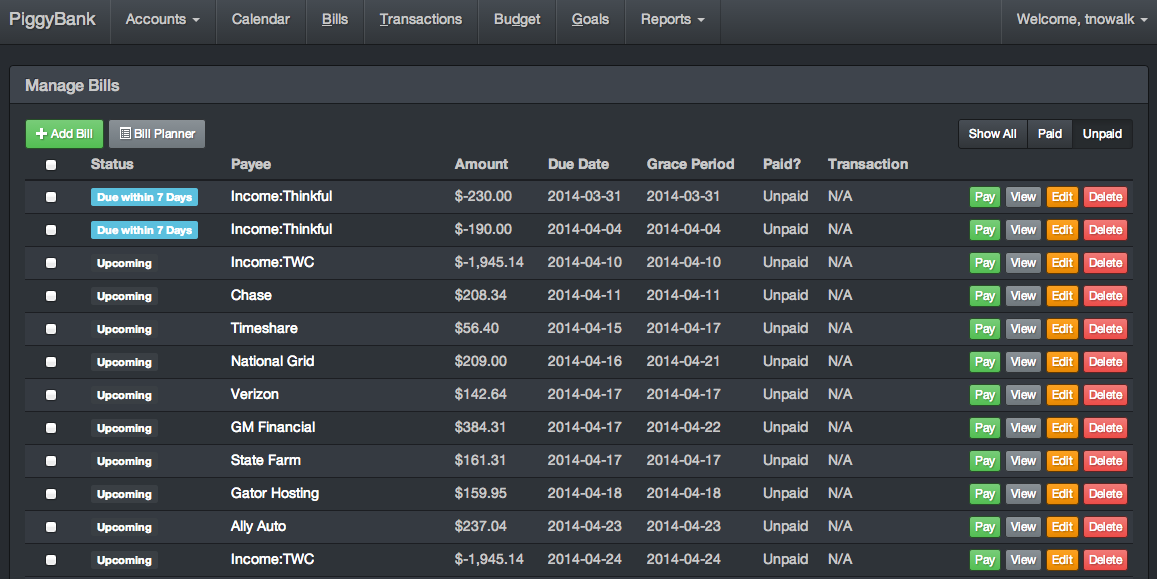 PiggyBank Accounts Calendar Bills Transactions Budget Goals Reports Welcome, tnowalk
Manage Bills
Add Bill Bill Planner Show All Paid Unpaid
Status Payee Amount Due Date Grace Period Paid? Transaction
Due within 7 Days Income:Thinkful $-230.00 2014-03-31 2014-03-31 Unpaid N/A Pay View Edit Delete
Due within 7 Days Income:Thinkful $-190.00 2014-04-04 2014-04-04 Unpaid N/A Pay View Edit Delete
Upcoming Income:TWC $-1,945.14 2014-04-10 2014-04-10 Unpaid N/A Pay View Edit Delete
Upcoming Chase $208.34 2014-04-11 2014-04-11 Unpaid N/A Pay View Edit Delete
Upcoming Timeshare $56.40 2014-04-15 2014-04-17 Unpaid N/A Pay View Edit Delete
Upcoming National Grid $209.00 2014-04-16 2014-04-21 Unpaid N/A Pay View Edit Delete
Upcoming Verizon $142.64 2014-04-17 2014-04-17 Unpaid N/A Pay View Edit Delete
Upcoming GM Financial $384.31 2014-04-17 2014-04-22 Unpaid N/A Pay View Edit Delete
Upcoming State Farm $161.31 2014-04-17 2014-04-17 Unpaid N/A Pay View Edit Delete
Upcoming Gator Hosting $159.95 2014-04-18 2014-04-18 Unpaid N/A Pay View Edit Delete
Upcoming Ally Auto $237.04 2014-04-23 2014-04-23 Unpaid N/A Pay View Edit Delete
Upcoming Income:TWC $-1,945.14 2014-04-24 2014-04-24 Unpaid N/A Pay View Edit Delete